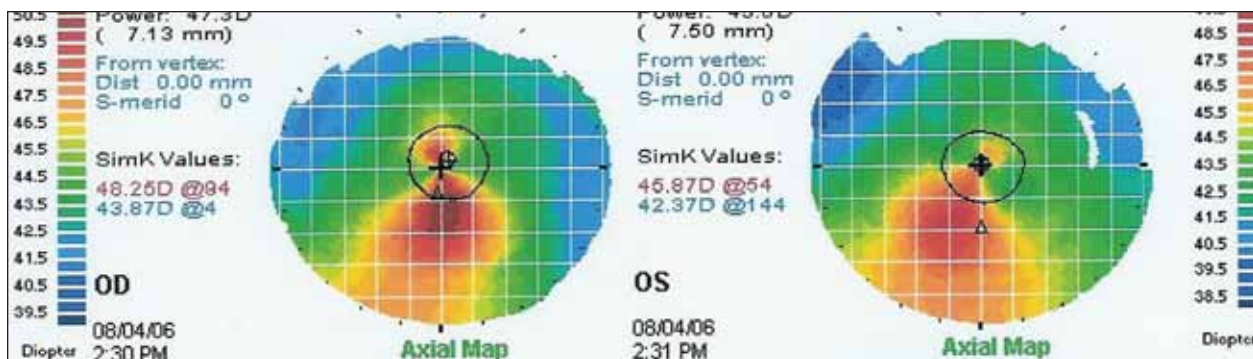 50.5
49.5
48.5
47.5
46.5
45.5
44.5
43.5
42.5
41.5
40.5
39.5
Diopter
Power: 47.3D
( 7.13 mm)
From vertex:
Dist 0.00 mm
S-merid 0 º
SimK Values:
48.25D @94
43.87D @4
OD
08/04/06
2:30 PM
Axial Map
( 7.50 mm)
From vertex:
Dist 0.00 mm
S-merid 0 º
SimK Values:
45.87D @54
42.37D @144
OS
08/04/06
2:31 PM
Axial Map
49.5
48.5
47.5
46.5
45.5
44.5
43.5
42.5
41.5
40.5
39.5
38.5
Diopter